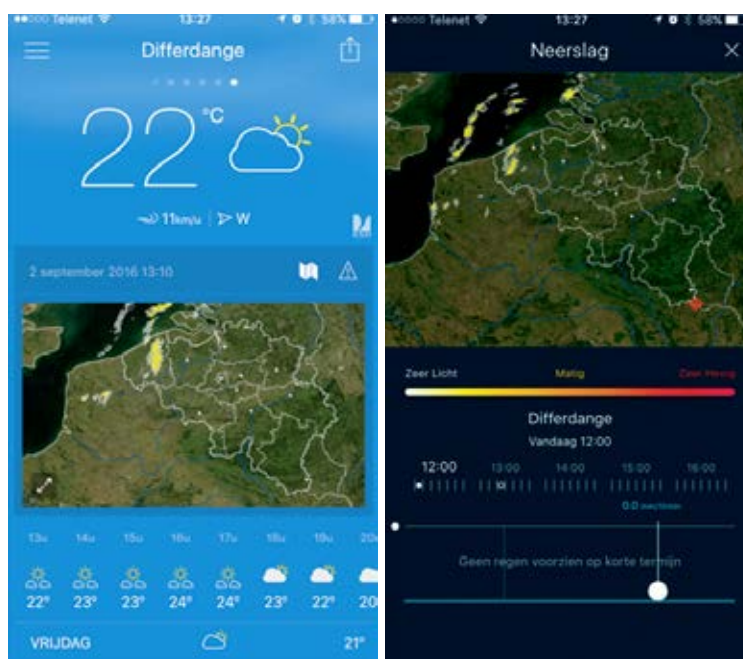 Telenet 13:27 58%
Differdange
22°C
11km/u W
2 september 2016 13:10
13u 14u 15u 16u 17u 18u 19u
22° 23° 23° 24° 24° 23° 22° 20
VRIJDAG 21°
Telenet 13:27 58%
Neerslag
Zeer Licht Matig Zeer Hevig
Differdange
Vandaag 12:00
12:00 13:00 14:00 15:00 16:00
0.0
Geen regen voorzien op korte termijn